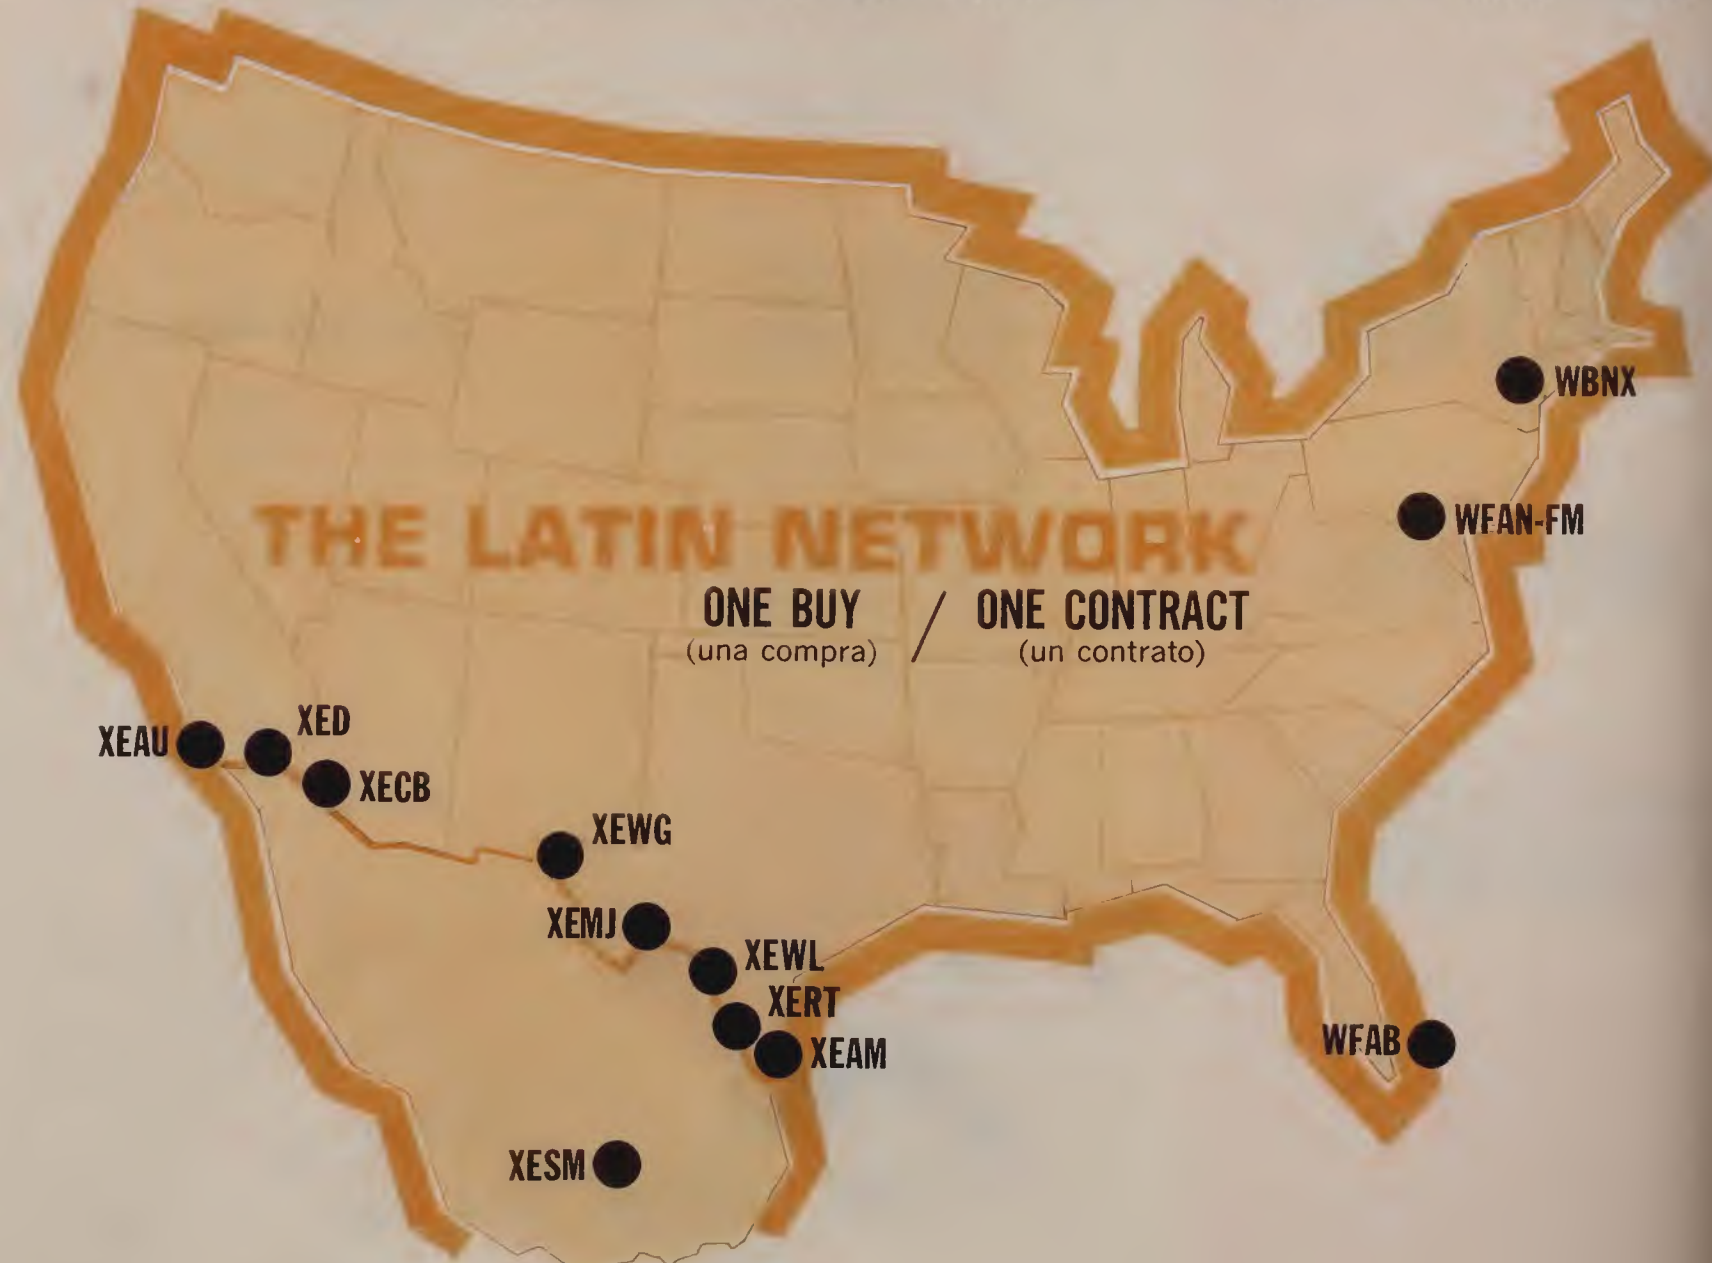 WBNX
WFAN-FM
THE LATIN NETWORK
ONE BUY / ONE CONTRACT
(una compra) (un contrato)
XED
XEAU
XECB
XEWG
XEMJ
XEWL
XERT
XEAM
WFAB
XESM